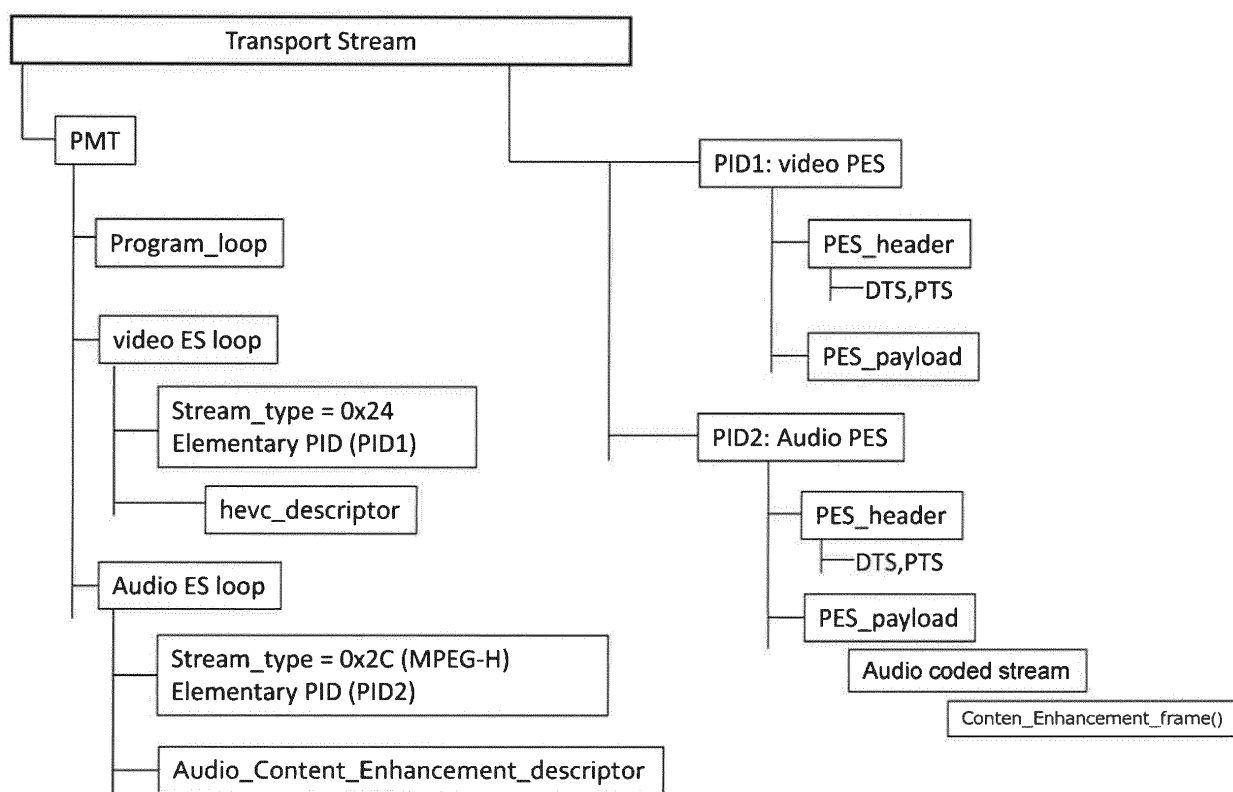 Transport Stream
PMT
Program_loop
video ES loop
Stream_type = 0x24
Elementary PID (PID1)
hevc_descriptor
Audio ES loop
Stream_type = 0x2C (MPEG-H)
Elementary PID (PID2)
Audio_Content_Enhancement_descriptor
PID1: video PES
PES_header
DTS,PTS
PES_payload
PID2: Audio PES
PES_header
DTS,PTS
PES_payload
Audio coded stream
Conten_Enhancement_frame()